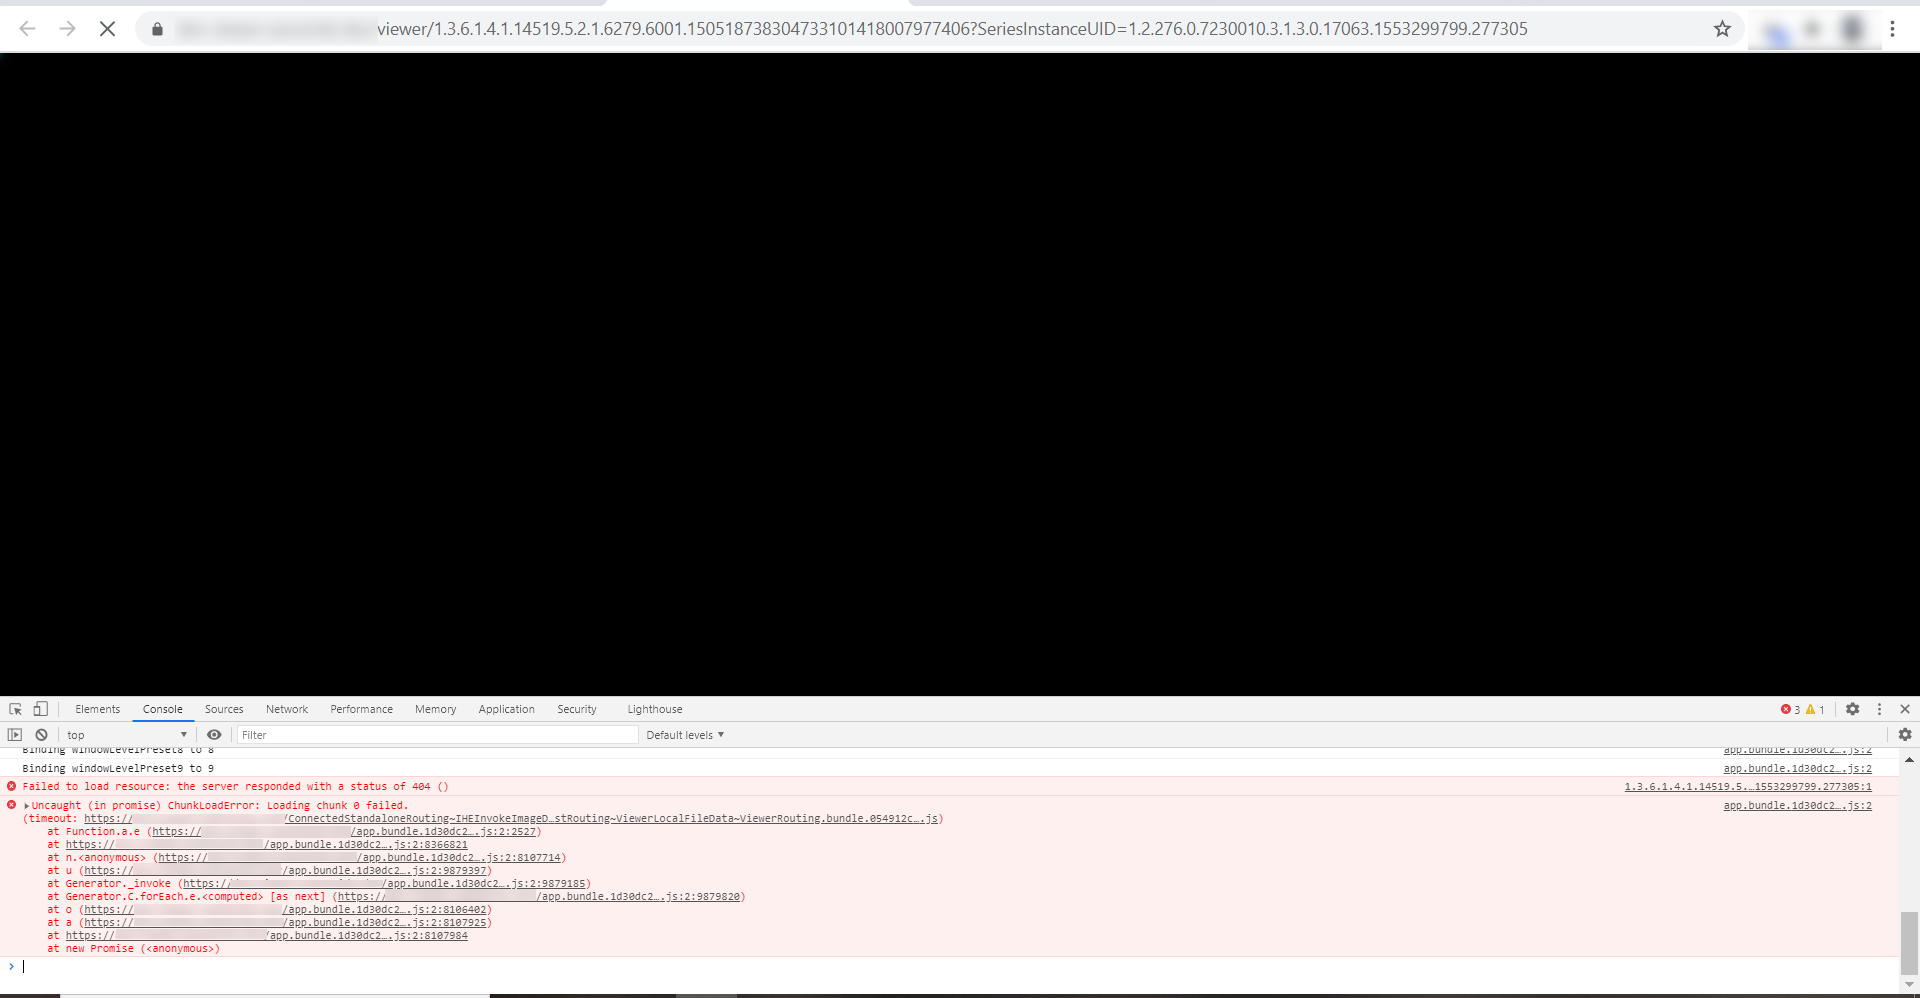 viewer/1.3.6.1.4.1.14519.5.2.1.6279.6001.150518738304733101418007977406?SeriesInstanceUID=1.2.276.0.7230010.3.1.3.0.17063.1553299799.277305
Elements Console Sources Network Performance Memory Application Security Lighthouse 3 1
top Filter Default levels
Binding windowLevelPreset8 to 8 app.bundle.1d30dc2….js:2
Binding windowLevelPreset9 to 9 app.bundle.1d30dc2….js:2
Failed to load resource: the server responded with a status of 404 () 1.3.6.1.4.1.14519.5.…1553299799.277305:1
Uncaught (in promise) ChunkLoadError: Loading chunk 0 failed. app.bundle.1d30dc2….js:2
(timeout: https:// /ConnectedStandaloneRouting~IHEInvokeImageD…stRouting~ViewerLocalFileData~ViewerRouting.bundle.054912c….js)
at Function.a.e (https:// /app.bundle.1d30dc2….js:2:2527)
at https:// /app.bundle.1d30dc2….js:2:8366821
at n.<anonymous> (https:// /app.bundle.1d30dc2….js:2:8107714)
at u (https:// /app.bundle.1d30dc2….js:2:9879397)
at Generator._invoke (https:// /app.bundle.1d30dc2….js:2:9879185)
at Generator.C.forEach.e.<computed> [as next] (https:// /app.bundle.1d30dc2….js:2:9879820)
at o (https:// /app.bundle.1d30dc2….js:2:8106402)
at a (https:// /app.bundle.1d30dc2….js:2:8107925)
at https:// /app.bundle.1d30dc2….js:2:8107984
at new Promise (<anonymous>)